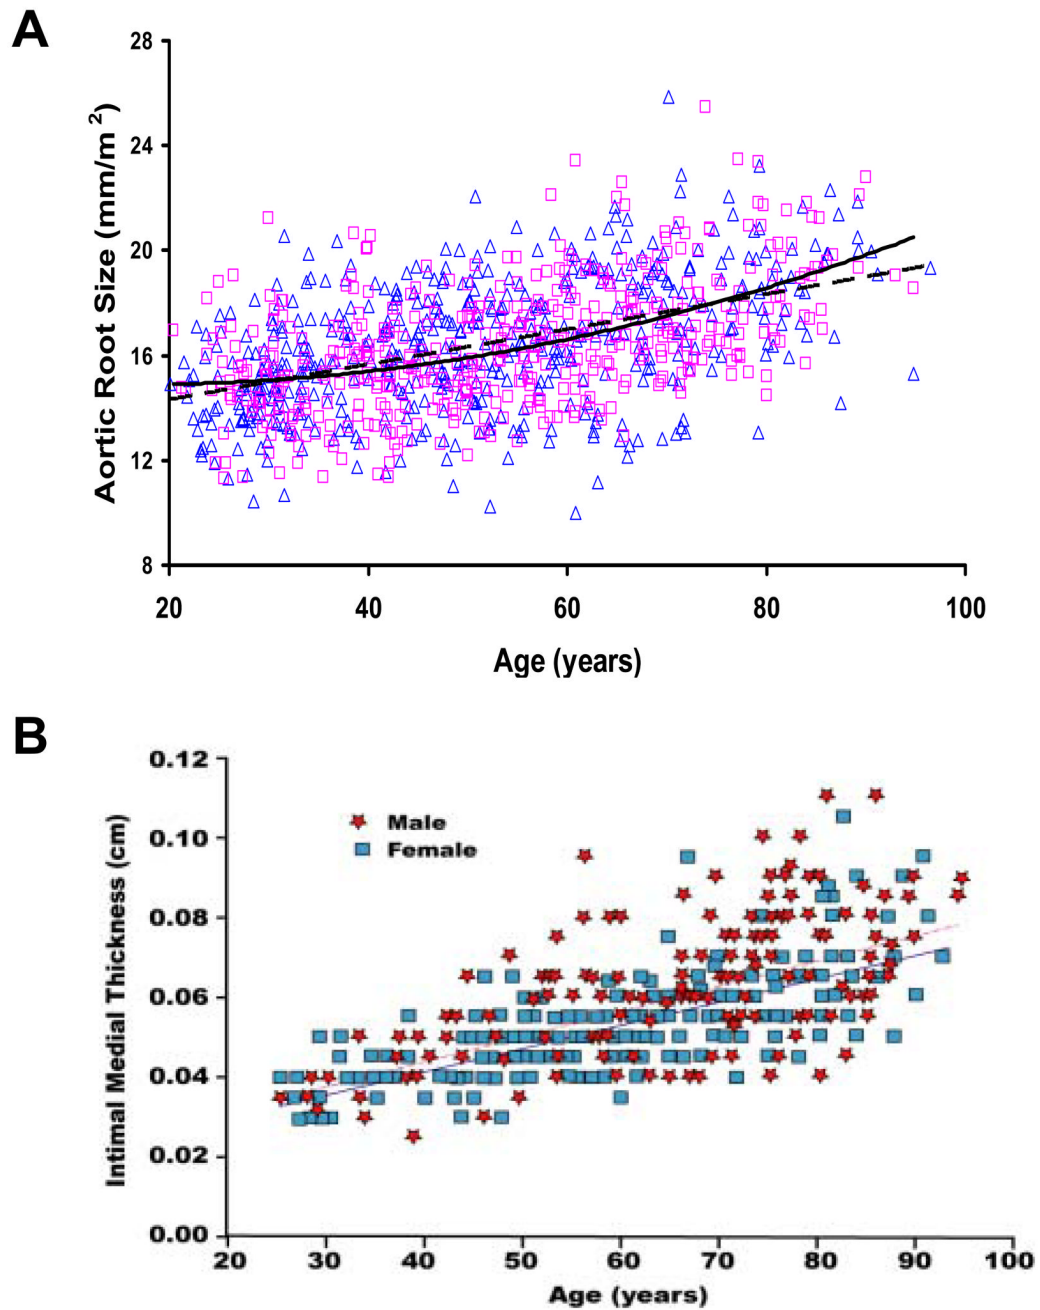 A
Aortic Root Size (mm/m²)
28
24
20
16
12
8
20 40 60 80 100
Age (years)
B
Intimal Medial Thickness (cm)
0.12
0.10
0.08
0.06
0.04
0.02
0.00
Male
Female
20 30 40 50 60 70 80 90 100
Age (years)